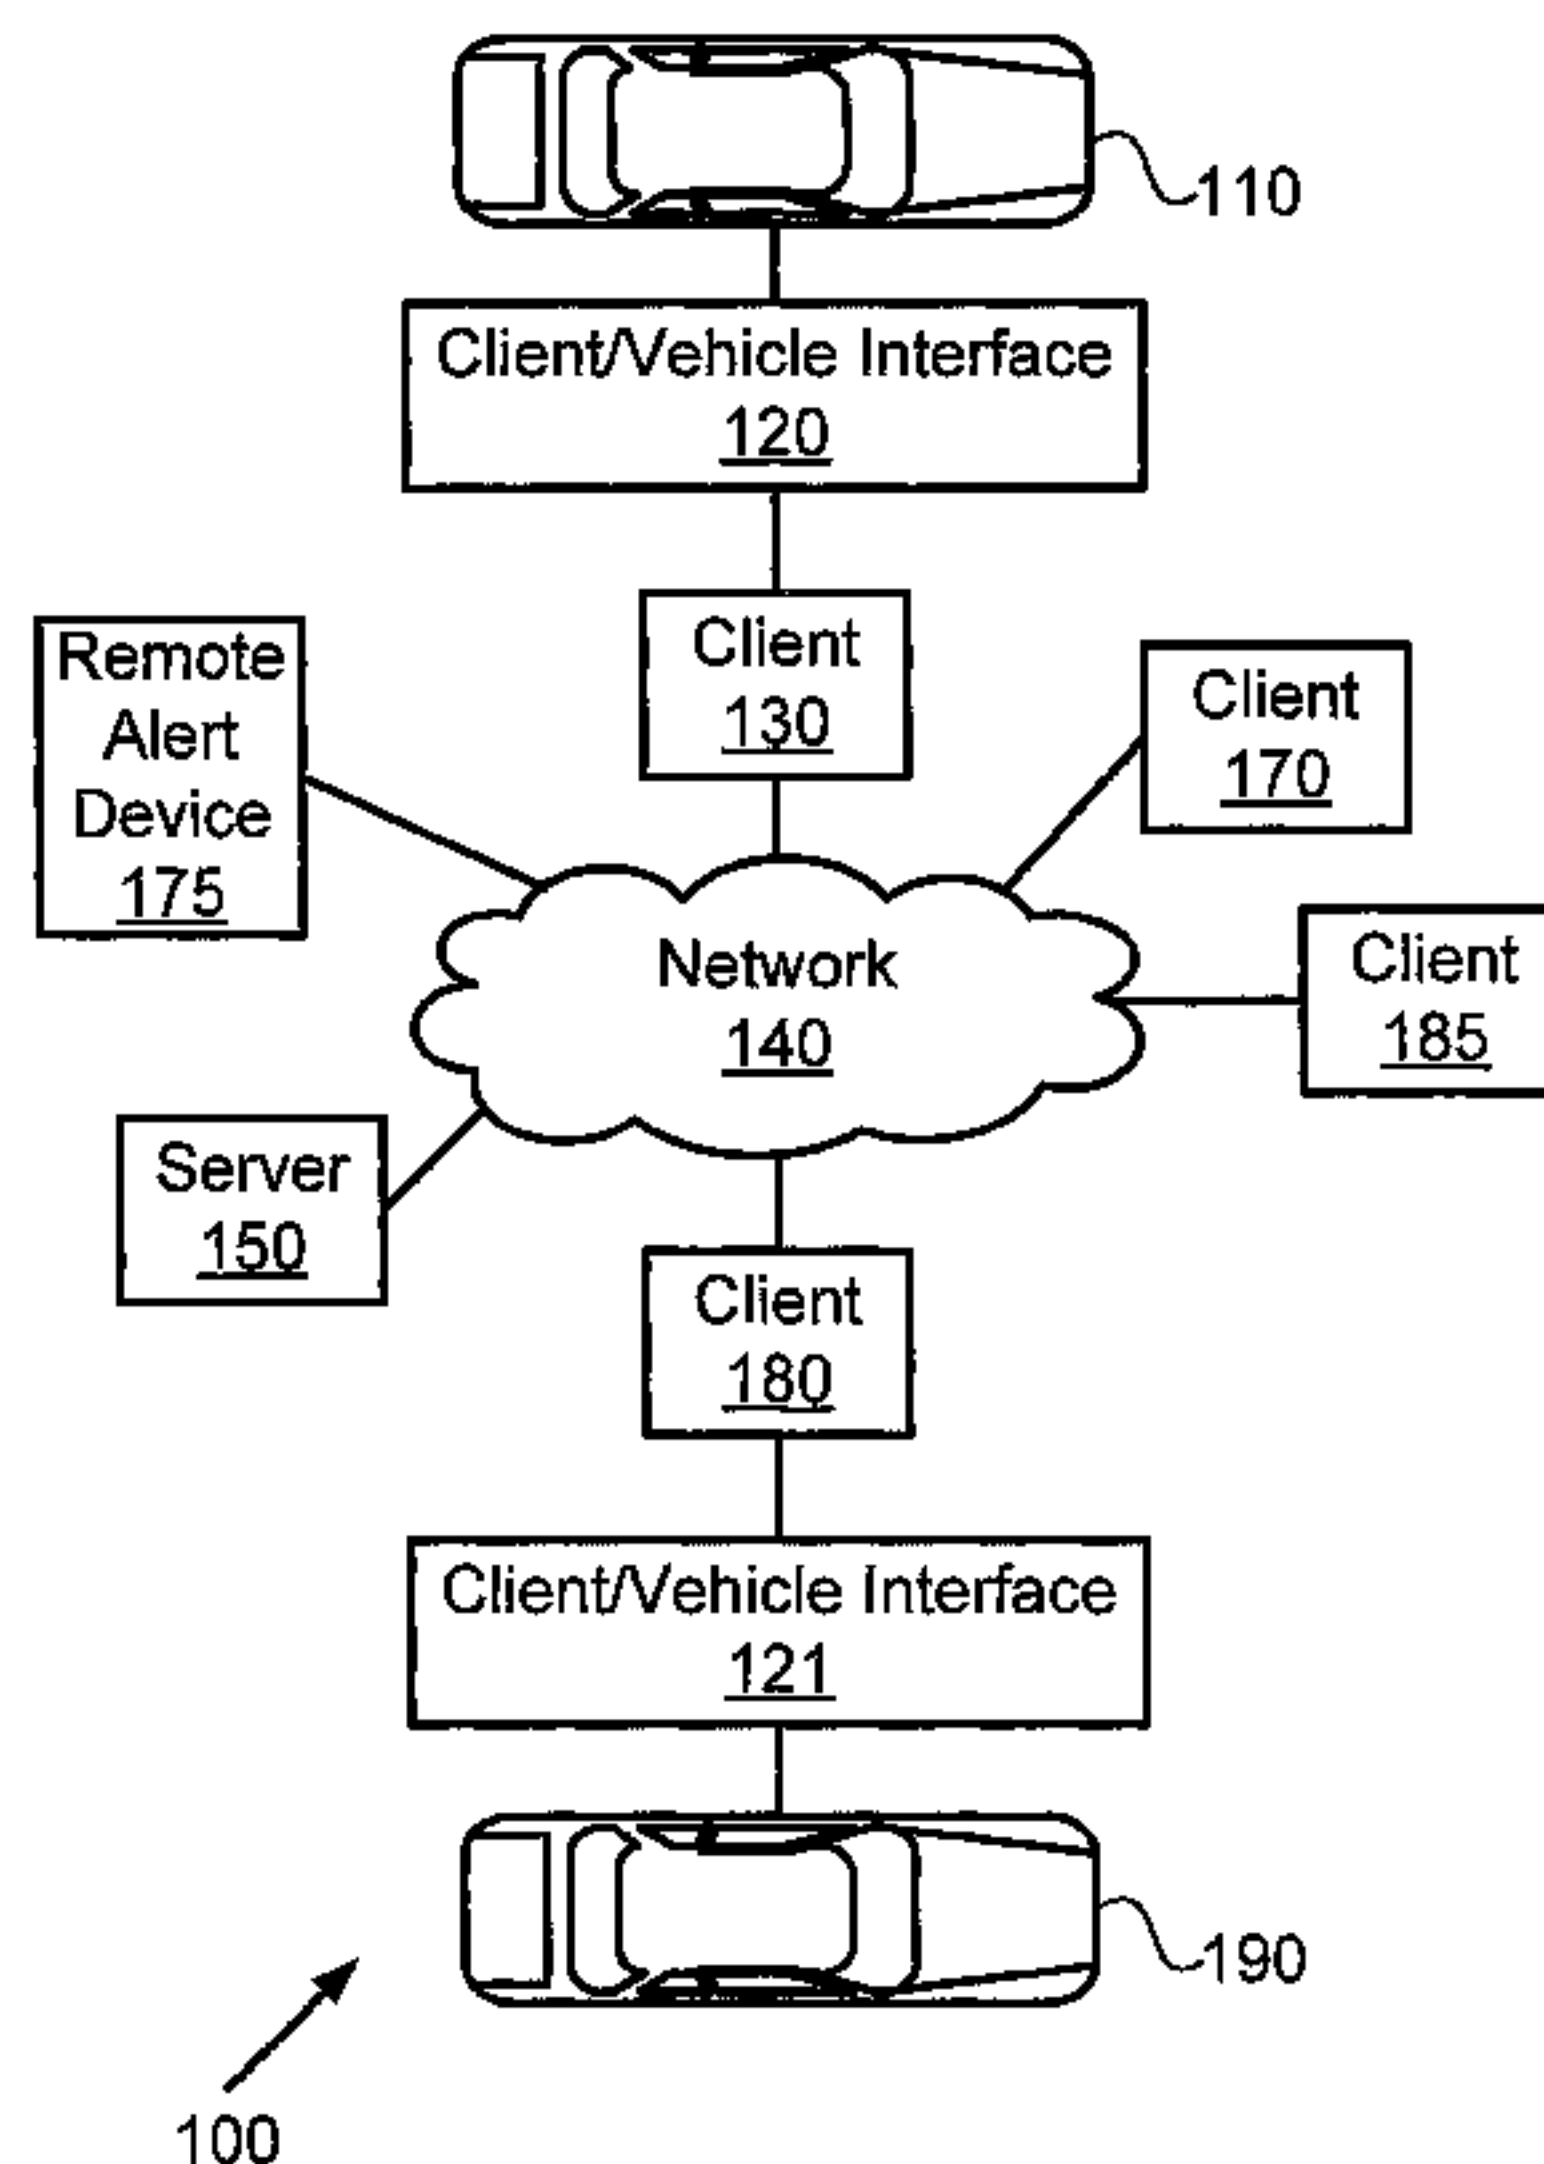 110
Client/Vehicle Interface
120
Client
130
Remote
Alert
Device
175
Client
170
Network
140
Client
185
Server
150
Client
180
Client/Vehicle Interface
121
190
100